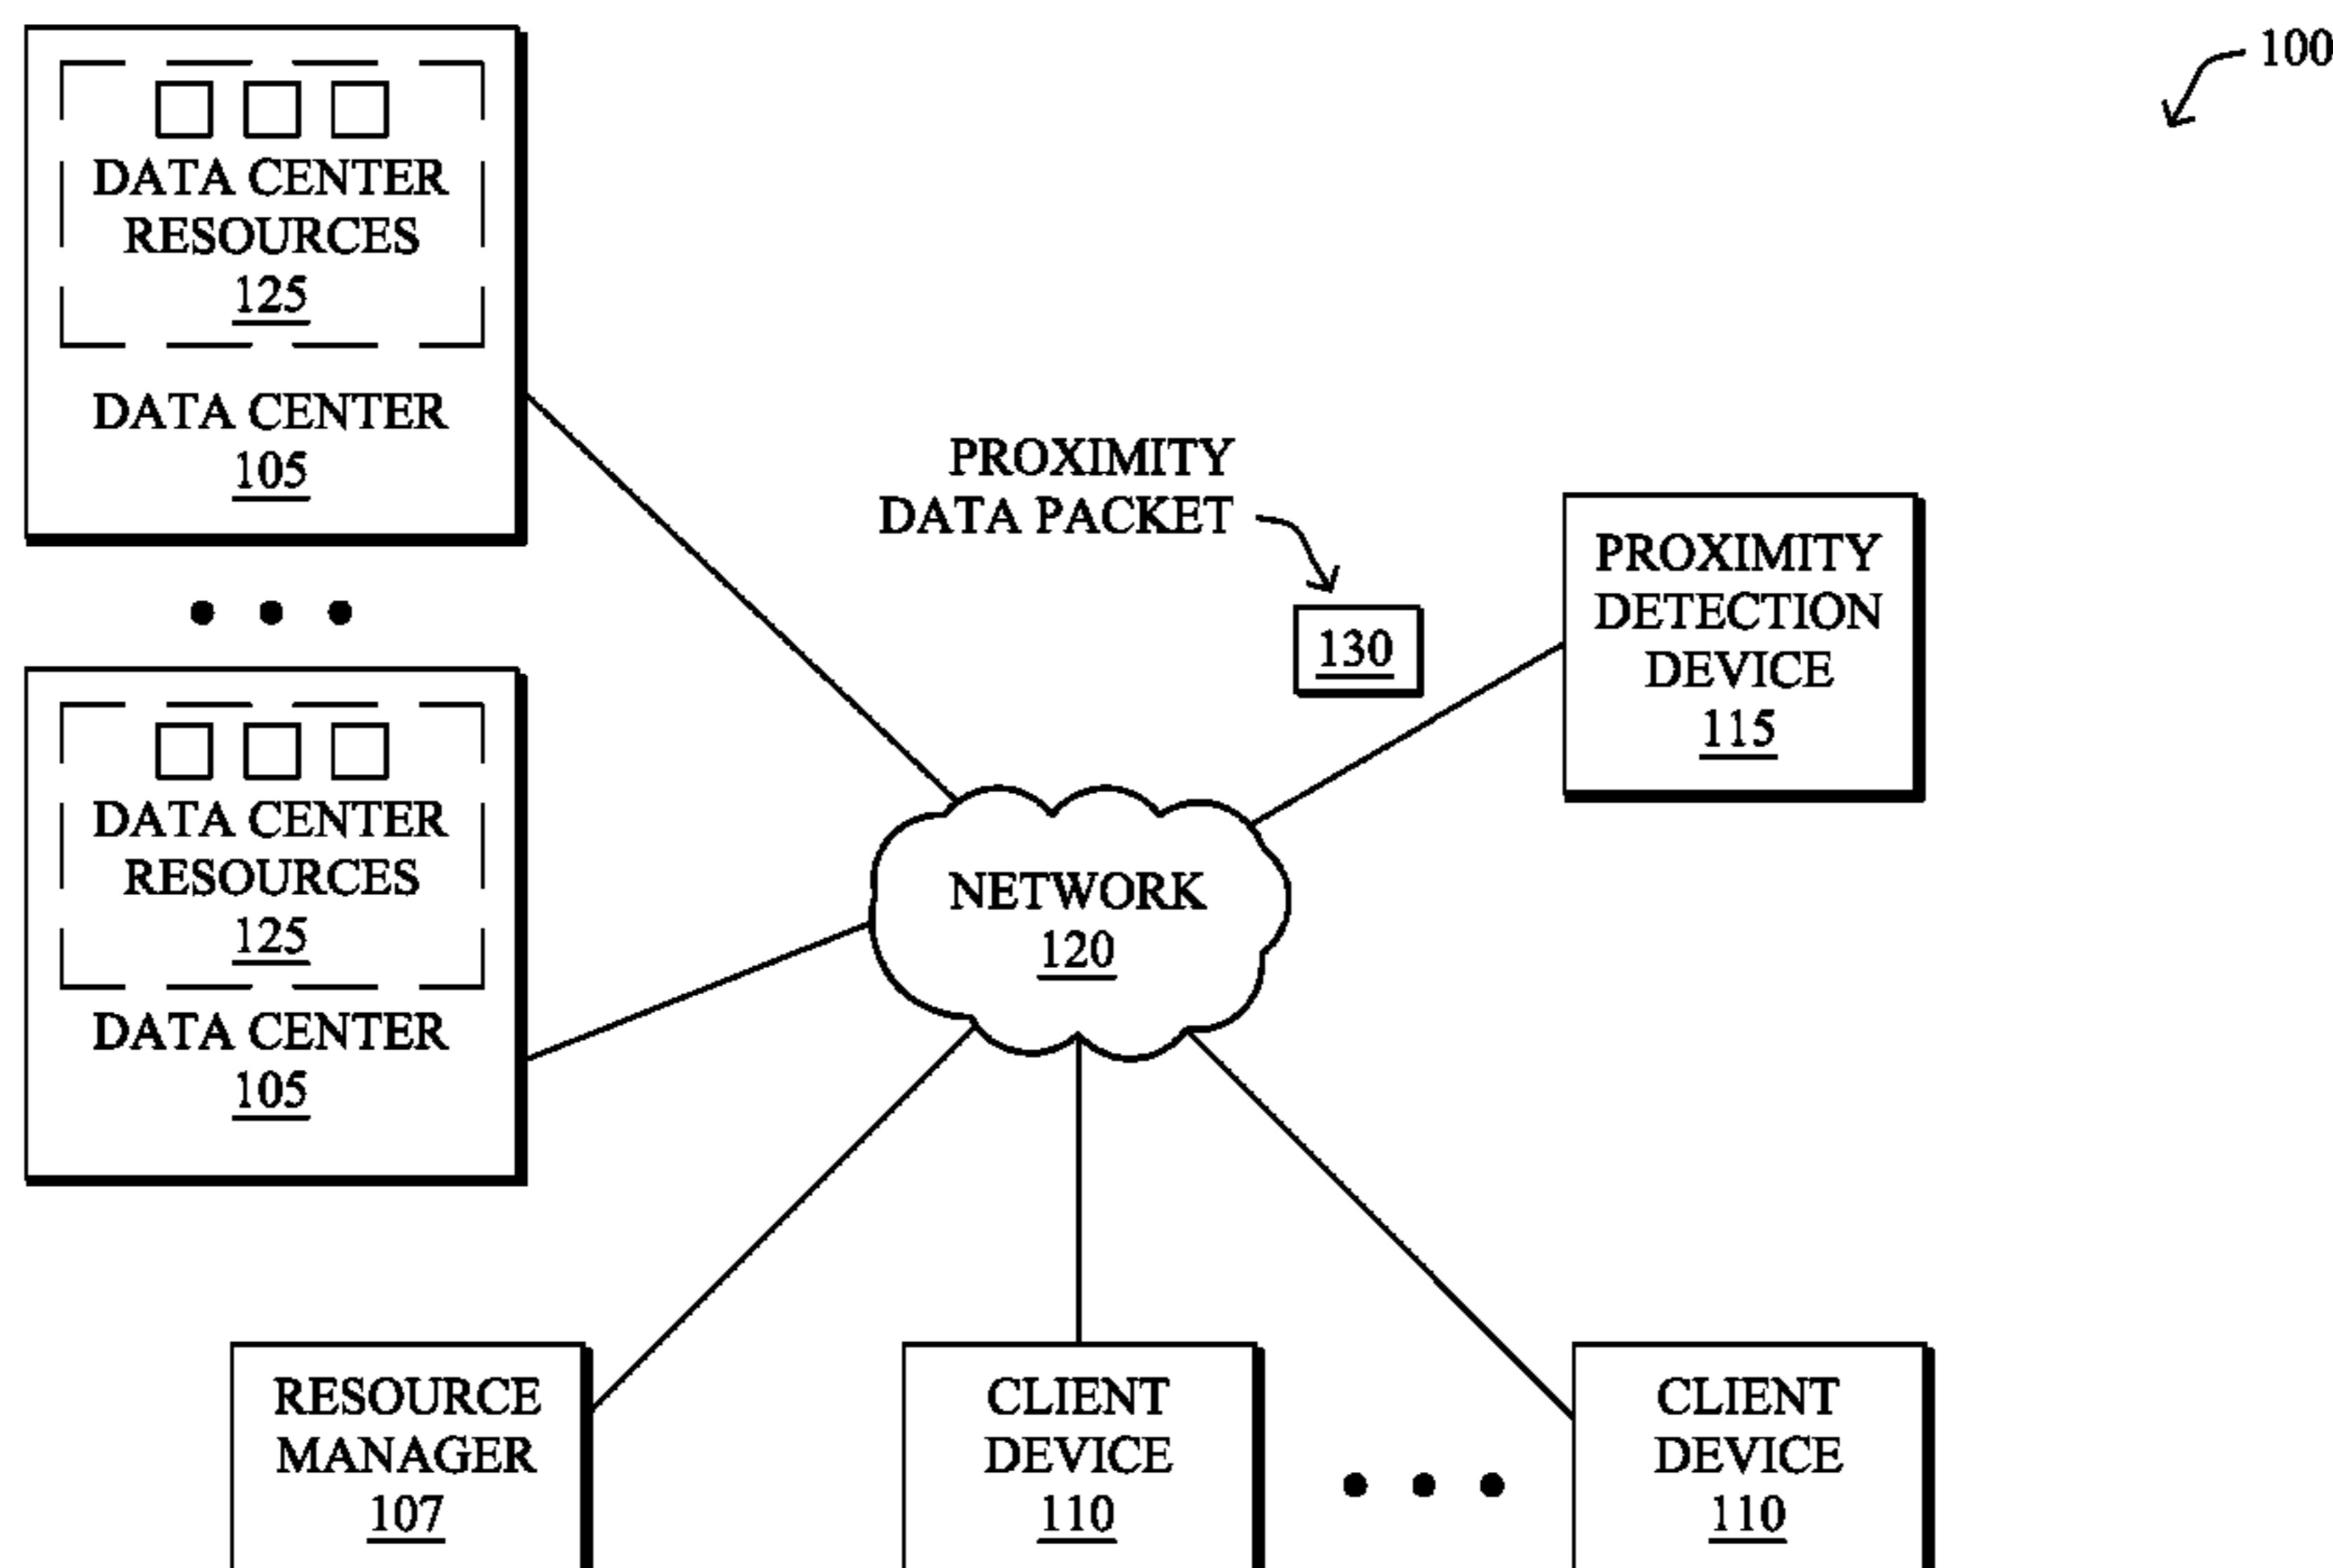 100
DATA CENTER
RESOURCES
125
DATA CENTER
105
PROXIMITY
DATA PACKET
130
PROXIMITY
DETECTION
DEVICE
115
DATA CENTER
RESOURCES
125
DATA CENTER
105
NETWORK
120
RESOURCE
MANAGER
107
CLIENT
DEVICE
110
CLIENT
DEVICE
110